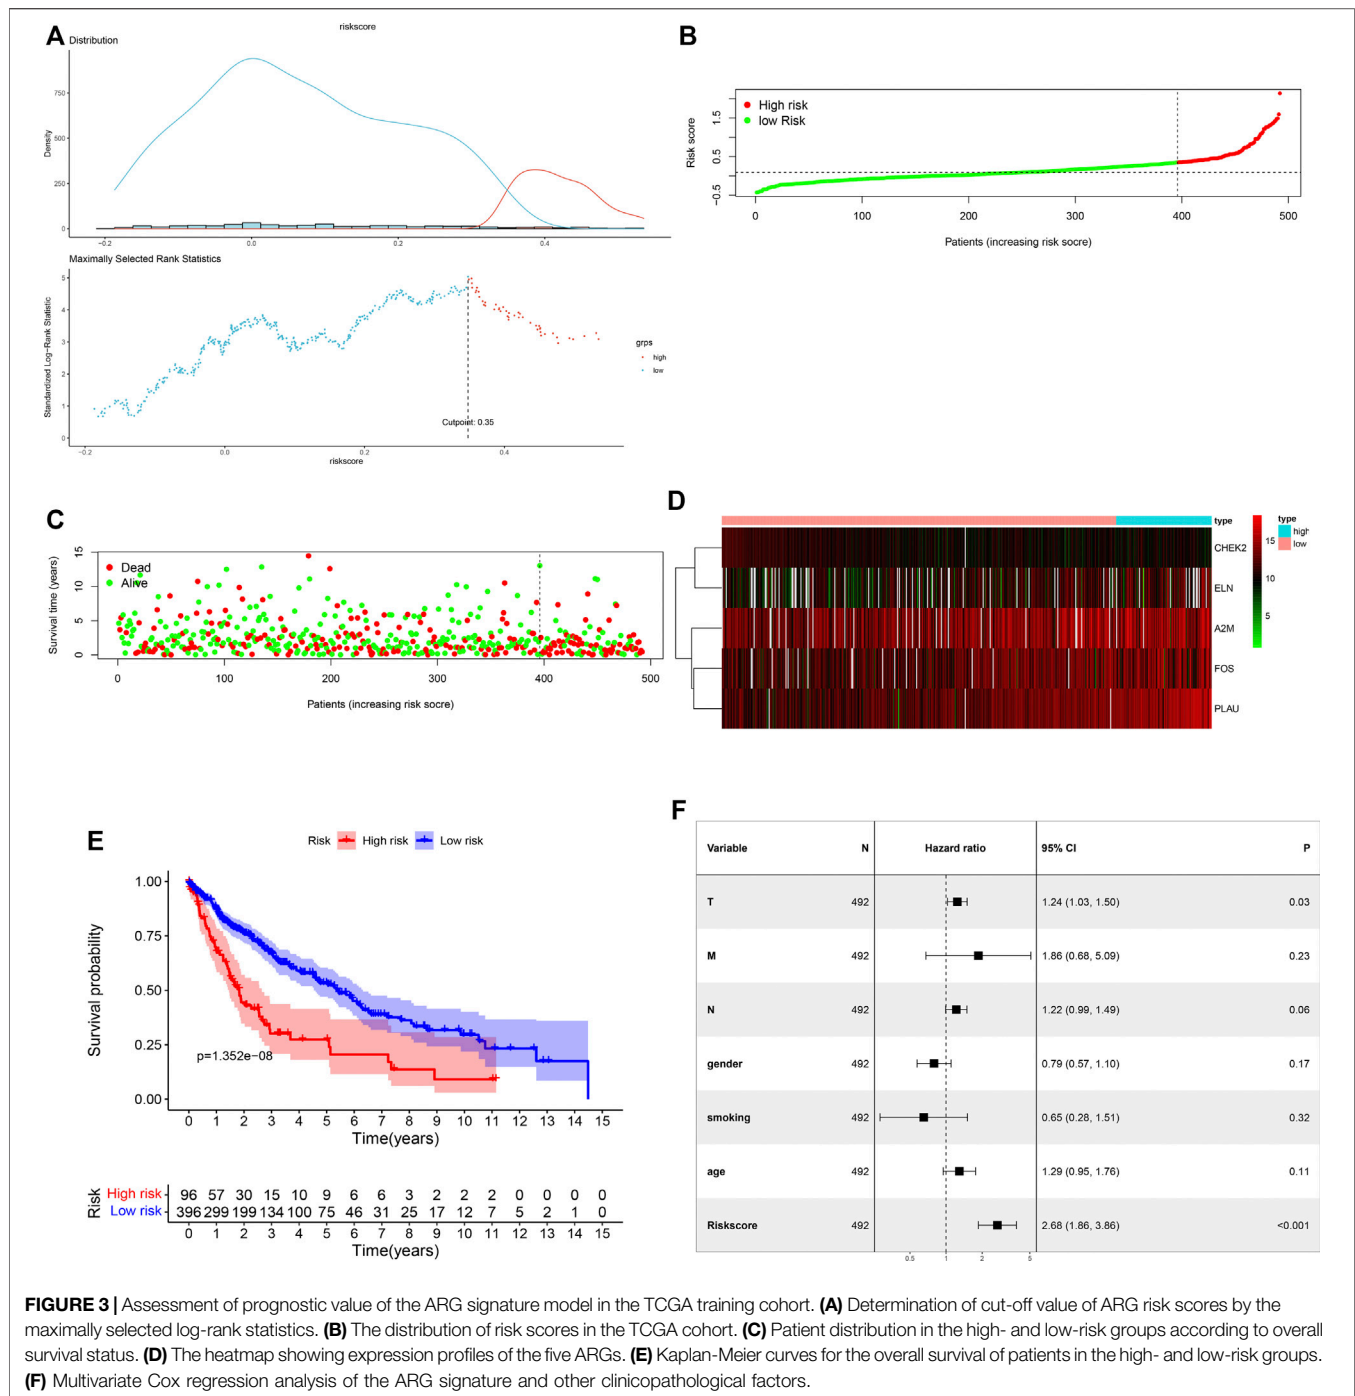 A
riskscore
Distribution
Density
750
500
250
0
−0.2 0.0 0.2 0.4
Maximally Selected Rank Statistics
Standardized Log−Rank Statistic
5
4
3
2
1
0
grps
high
low
Cutpoint: 0.35
−0.2 0.0 0.2 0.4
riskscore
B
Risk score
1.5
0.5
−0.5
High risk
low Risk
0 100 200 300 400 500
Patients (increasing risk socre)
C
Survival time (years)
15
10
5
0
Dead
Alive
0 100 200 300 400 500
Patients (increasing risk socre)
D
type
CHEK2
ELN
A2M
FOS
PLAU
15
10
5
type
high
low
E
Risk High risk Low risk
Survival probability
1.00
0.75
0.50
0.25
0.00
p=1.352e−08
0 1 2 3 4 5 6 7 8 9 10 11 12 13 14 15
Time(years)
Risk
High risk 96 57 30 15 10 9 6 6 3 2 2 2 0 0 0 0
Low risk 396 299 199 134 100 75 46 31 25 17 12 7 5 2 1 0
0 1 2 3 4 5 6 7 8 9 10 11 12 13 14 15
Time(years)
F
Variable N Hazard ratio 95% CI P
T 492 1.24 (1.03, 1.50) 0.03
M 492 1.86 (0.68, 5.09) 0.23
N 492 1.22 (0.99, 1.49) 0.06
gender 492 0.79 (0.57, 1.10) 0.17
smoking 492 0.65 (0.28, 1.51) 0.32
age 492 1.29 (0.95, 1.76) 0.11
Riskscore 492 2.68 (1.86, 3.86) <0.001
0.5 1 2 5
FIGURE 3 | Assessment of prognostic value of the ARG signature model in the TCGA training cohort. (A) Determination of cut-off value of ARG risk scores by the
maximally selected log-rank statistics. (B) The distribution of risk scores in the TCGA cohort. (C) Patient distribution in the high- and low-risk groups according to overall
survival status. (D) The heatmap showing expression profiles of the five ARGs. (E) Kaplan-Meier curves for the overall survival of patients in the high- and low-risk groups.
(F) Multivariate Cox regression analysis of the ARG signature and other clinicopathological factors.